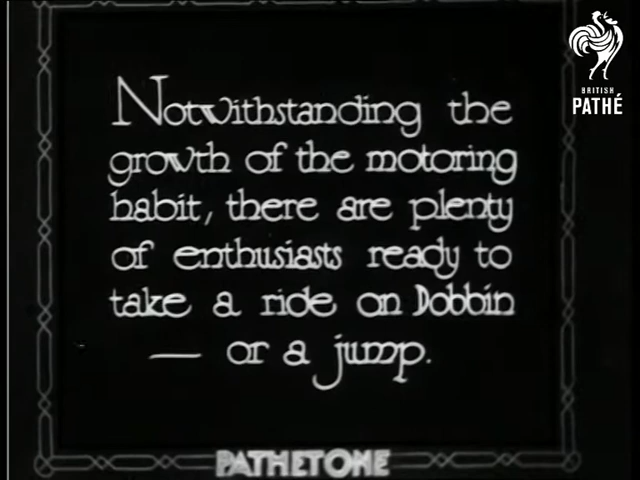 Notwithstanding the
growth of the motoring
habit, there are plenty
of enthusiasts ready to
take a ride on Dobbin
— or a jump.
PATHETONE
BRITISH
PATHÉ